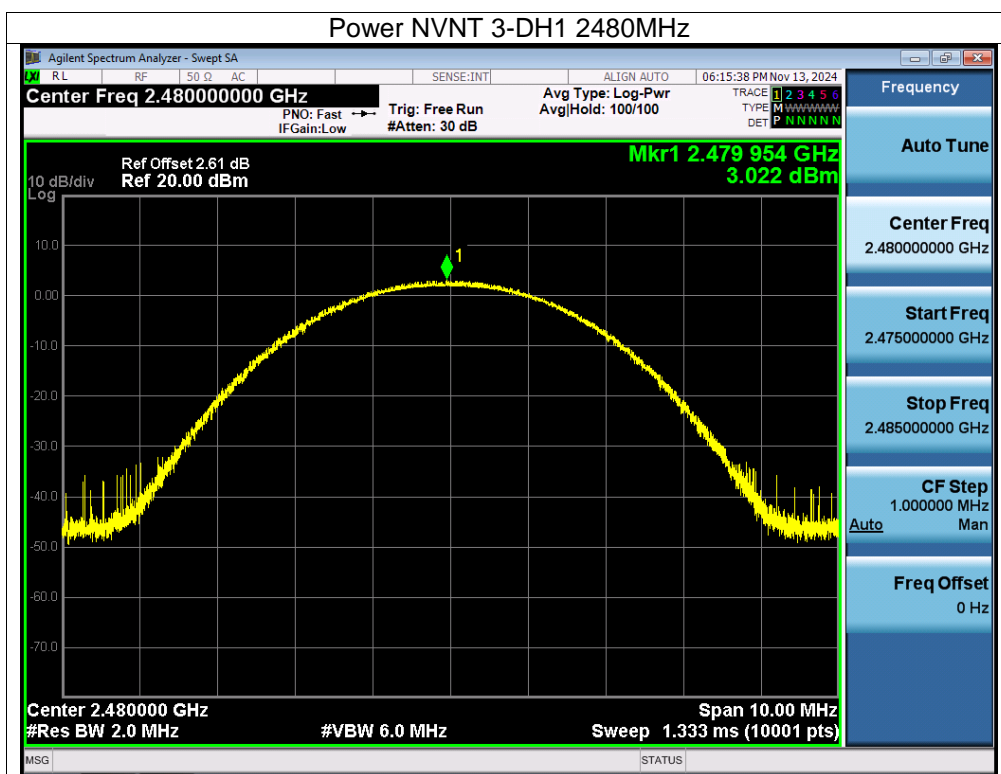 Power NVNT 3-DH1 2480MHz
Agilent Spectrum Analyzer - Swept SA
LXI RL RF 50 Ω AC SENSE:INT ALIGN AUTO 06:15:38 PM Nov 13, 2024
Center Freq 2.480000000 GHz
PNO: Fast
IFGain:Low
Trig: Free Run
#Atten: 30 dB
Avg Type: Log-Pwr
Avg|Hold: 100/100
TRACE 1 2 3 4 5 6
TYPE M WWWWW
DET P N N N N N
Ref Offset 2.61 dB
10 dB/div Ref 20.00 dBm
Log
Mkr1 2.479 954 GHz
3.022 dBm
1
10.0
0.00
-10.0
-20.0
-30.0
-40.0
-50.0
-60.0
-70.0
Center 2.480000 GHz Span 10.00 MHz
#Res BW 2.0 MHz #VBW 6.0 MHz Sweep 1.333 ms (10001 pts)
MSG STATUS
Frequency
Auto Tune
Center Freq
2.480000000 GHz
Start Freq
2.475000000 GHz
Stop Freq
2.485000000 GHz
CF Step
1.000000 MHz
Auto Man
Freq Offset
0 Hz